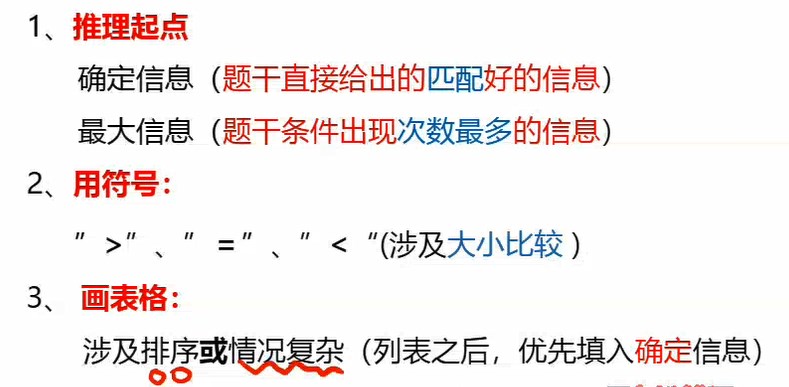 1、推理起点
确定信息（题干直接给出的匹配好的信息）
最大信息（题干条件出现次数最多的信息）
2、用符号：
”>”、”=”、”<“(涉及大小比较）
3、画表格：
涉及排序或情况复杂（列表之后，优先填入确定信息）